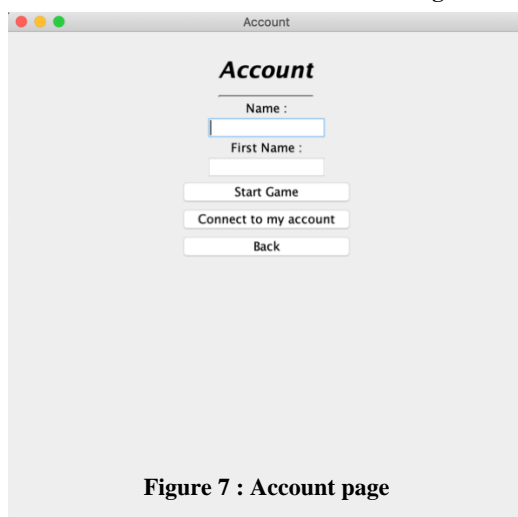 Account
Account
Name :
First Name :
Start Game
Connect to my account
Back
Figure 7 : Account page